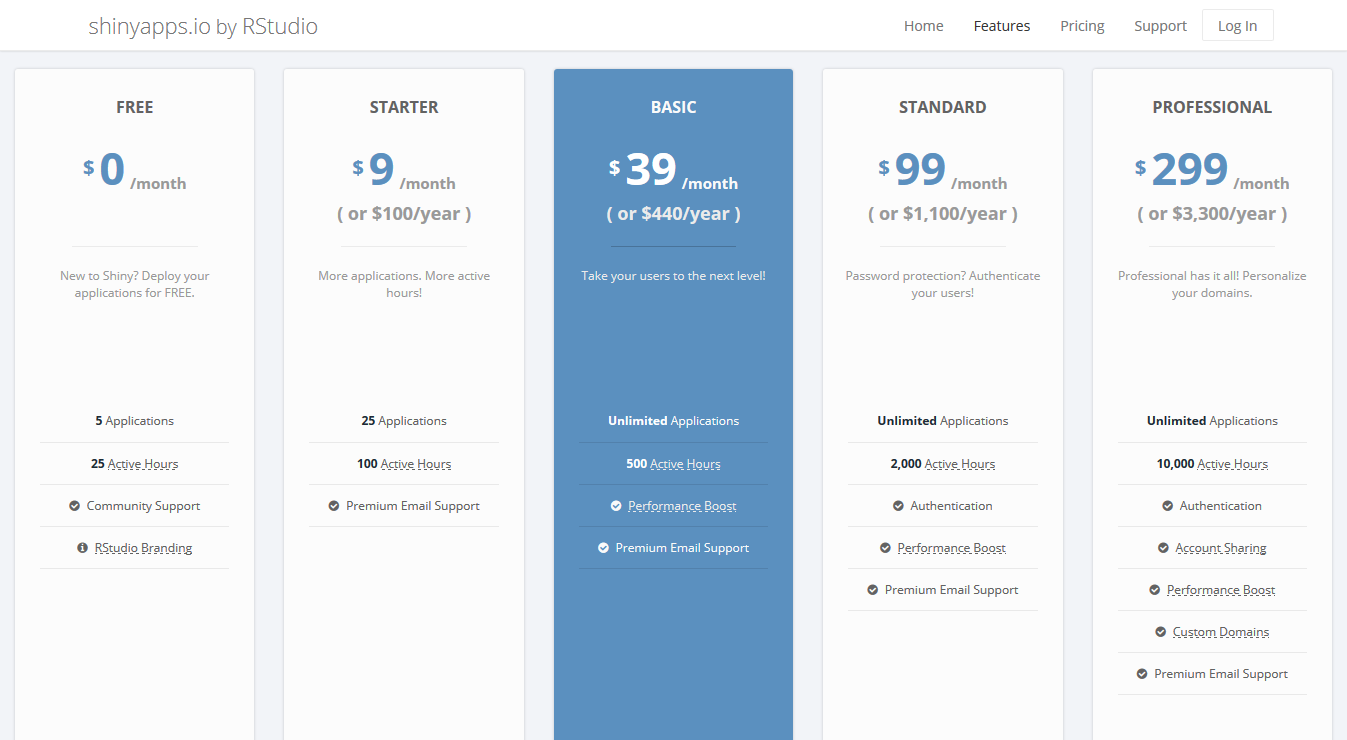 shinyapps.io by RStudio
Home Features Pricing Support Log In
FREE
$ 0 /month
New to Shiny? Deploy your
applications for FREE.
5 Applications
25 Active Hours
Community Support
RStudio Branding
STARTER
$ 9 /month
( or $100/year )
More applications. More active
hours!
25 Applications
100 Active Hours
Premium Email Support
BASIC
$ 39 /month
( or $440/year )
Take your users to the next level!
Unlimited Applications
500 Active Hours
Performance Boost
Premium Email Support
STANDARD
$ 99 /month
( or $1,100/year )
Password protection? Authenticate
your users!
Unlimited Applications
2,000 Active Hours
Authentication
Performance Boost
Premium Email Support
PROFESSIONAL
$ 299 /month
( or $3,300/year )
Professional has it all! Personalize
your domains.
Unlimited Applications
10,000 Active Hours
Authentication
Account Sharing
Performance Boost
Custom Domains
Premium Email Support